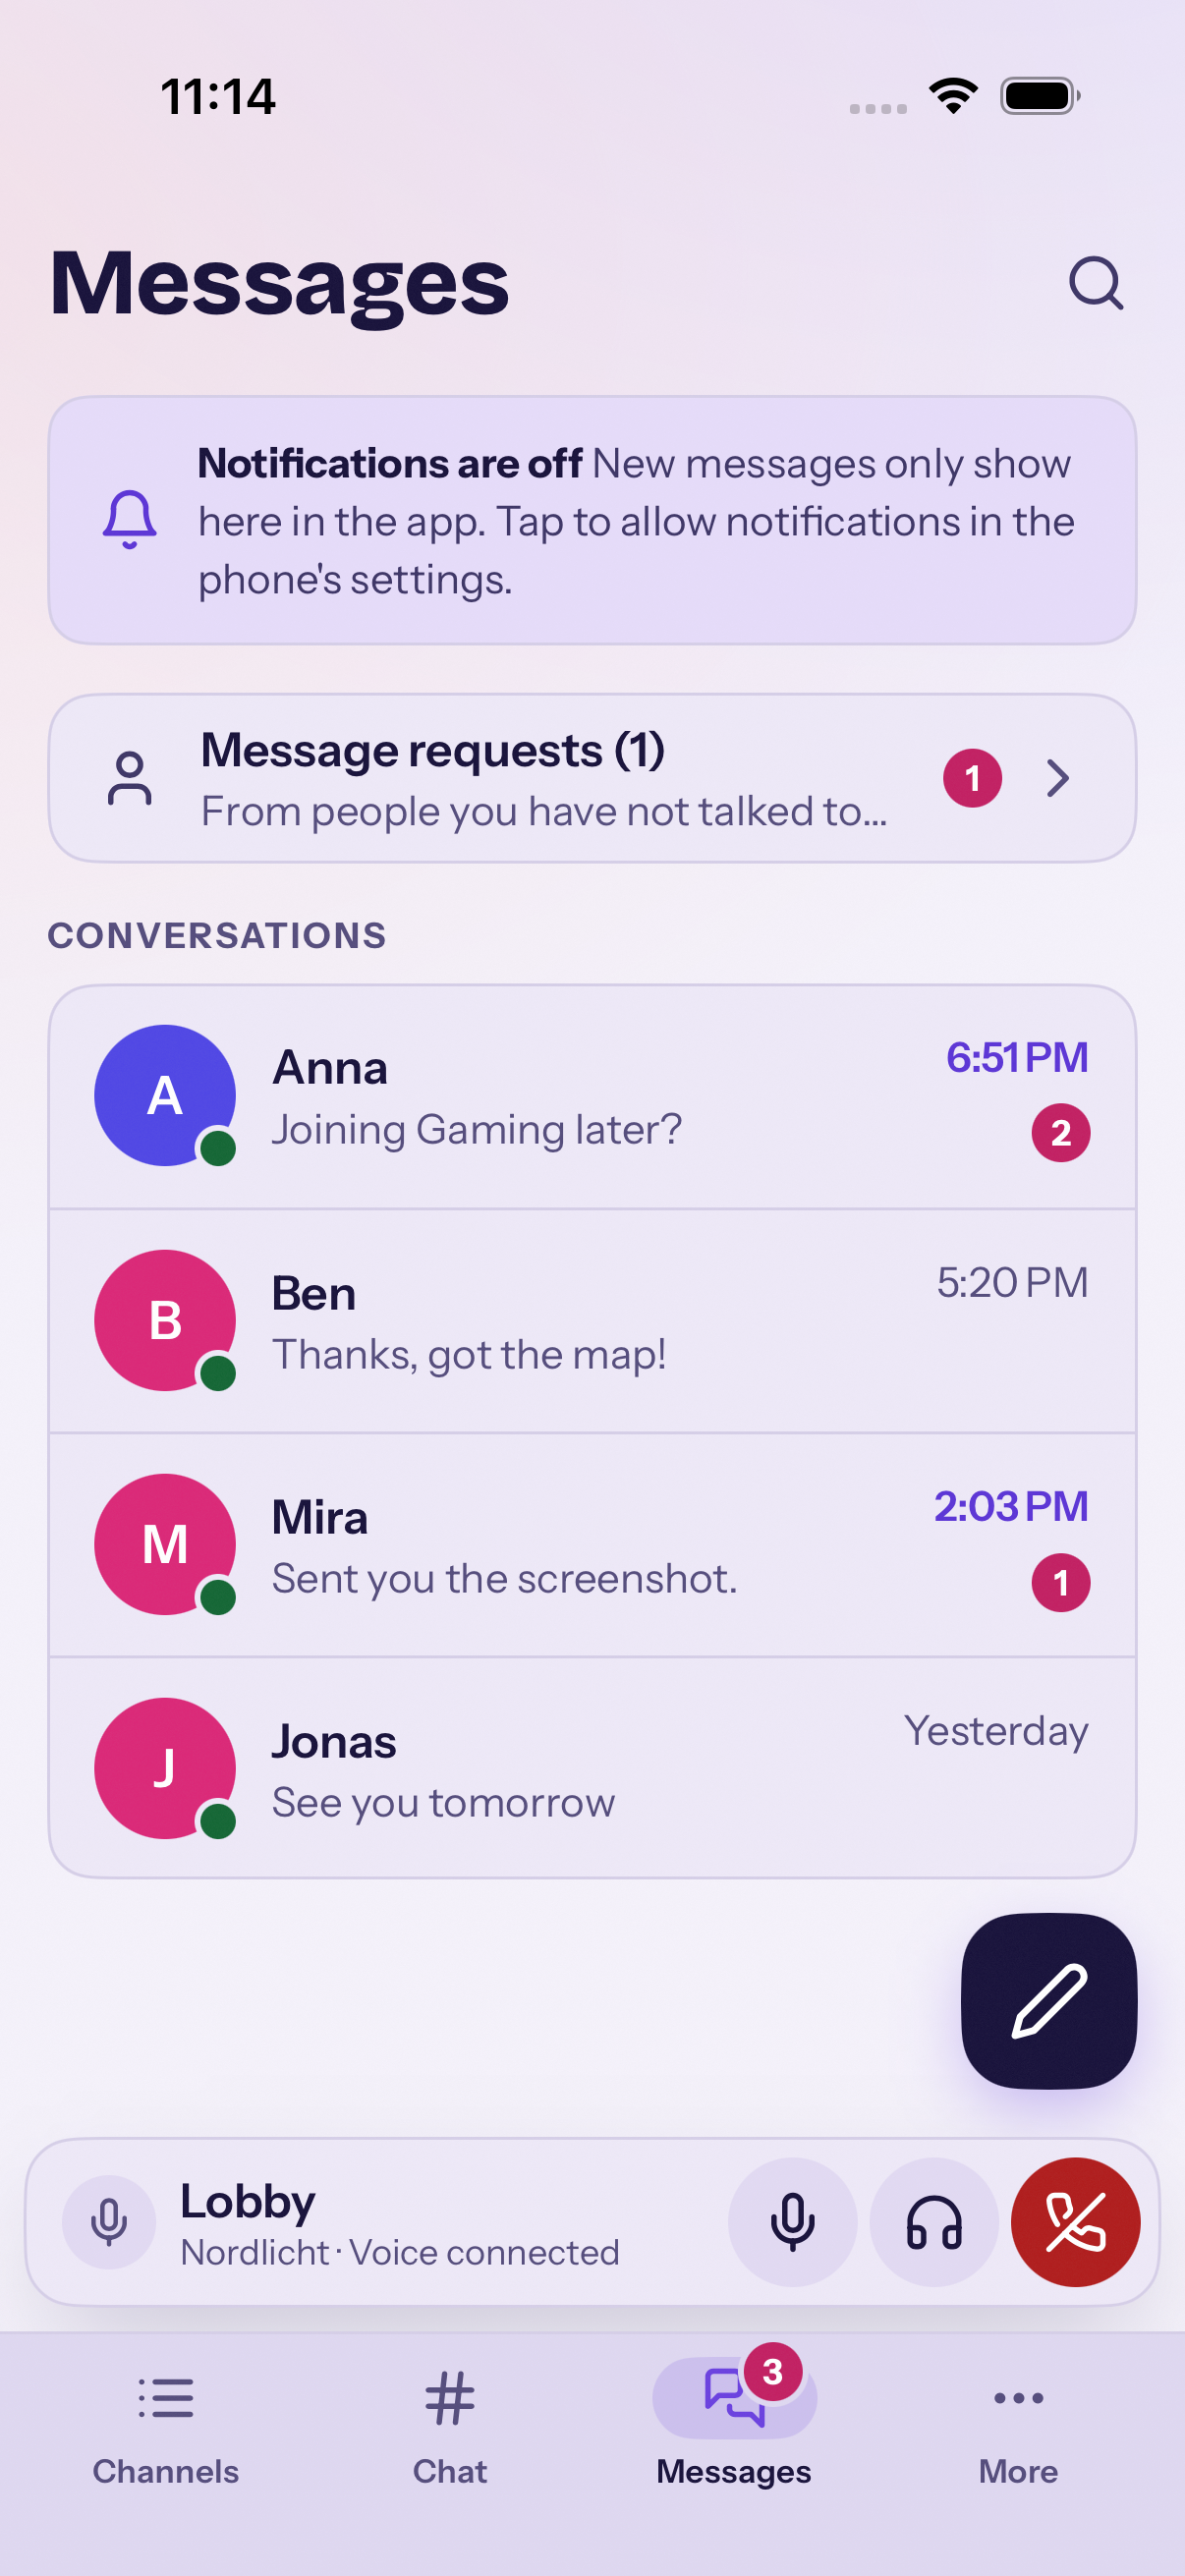 11:14
Messages
Notifications are off New messages only show
here in the app. Tap to allow notifications in the
phone's settings.
Message requests (1)
From people you have not talked to...
1
CONVERSATIONS
A
Anna
6:51 PM
Joining Gaming later?
2
B
Ben
5:20 PM
Thanks, got the map!
M
Mira
2:03 PM
Sent you the screenshot.
1
J
Jonas
Yesterday
See you tomorrow
Lobby
Nordlicht · Voice connected
3
Channels
Chat
Messages
More